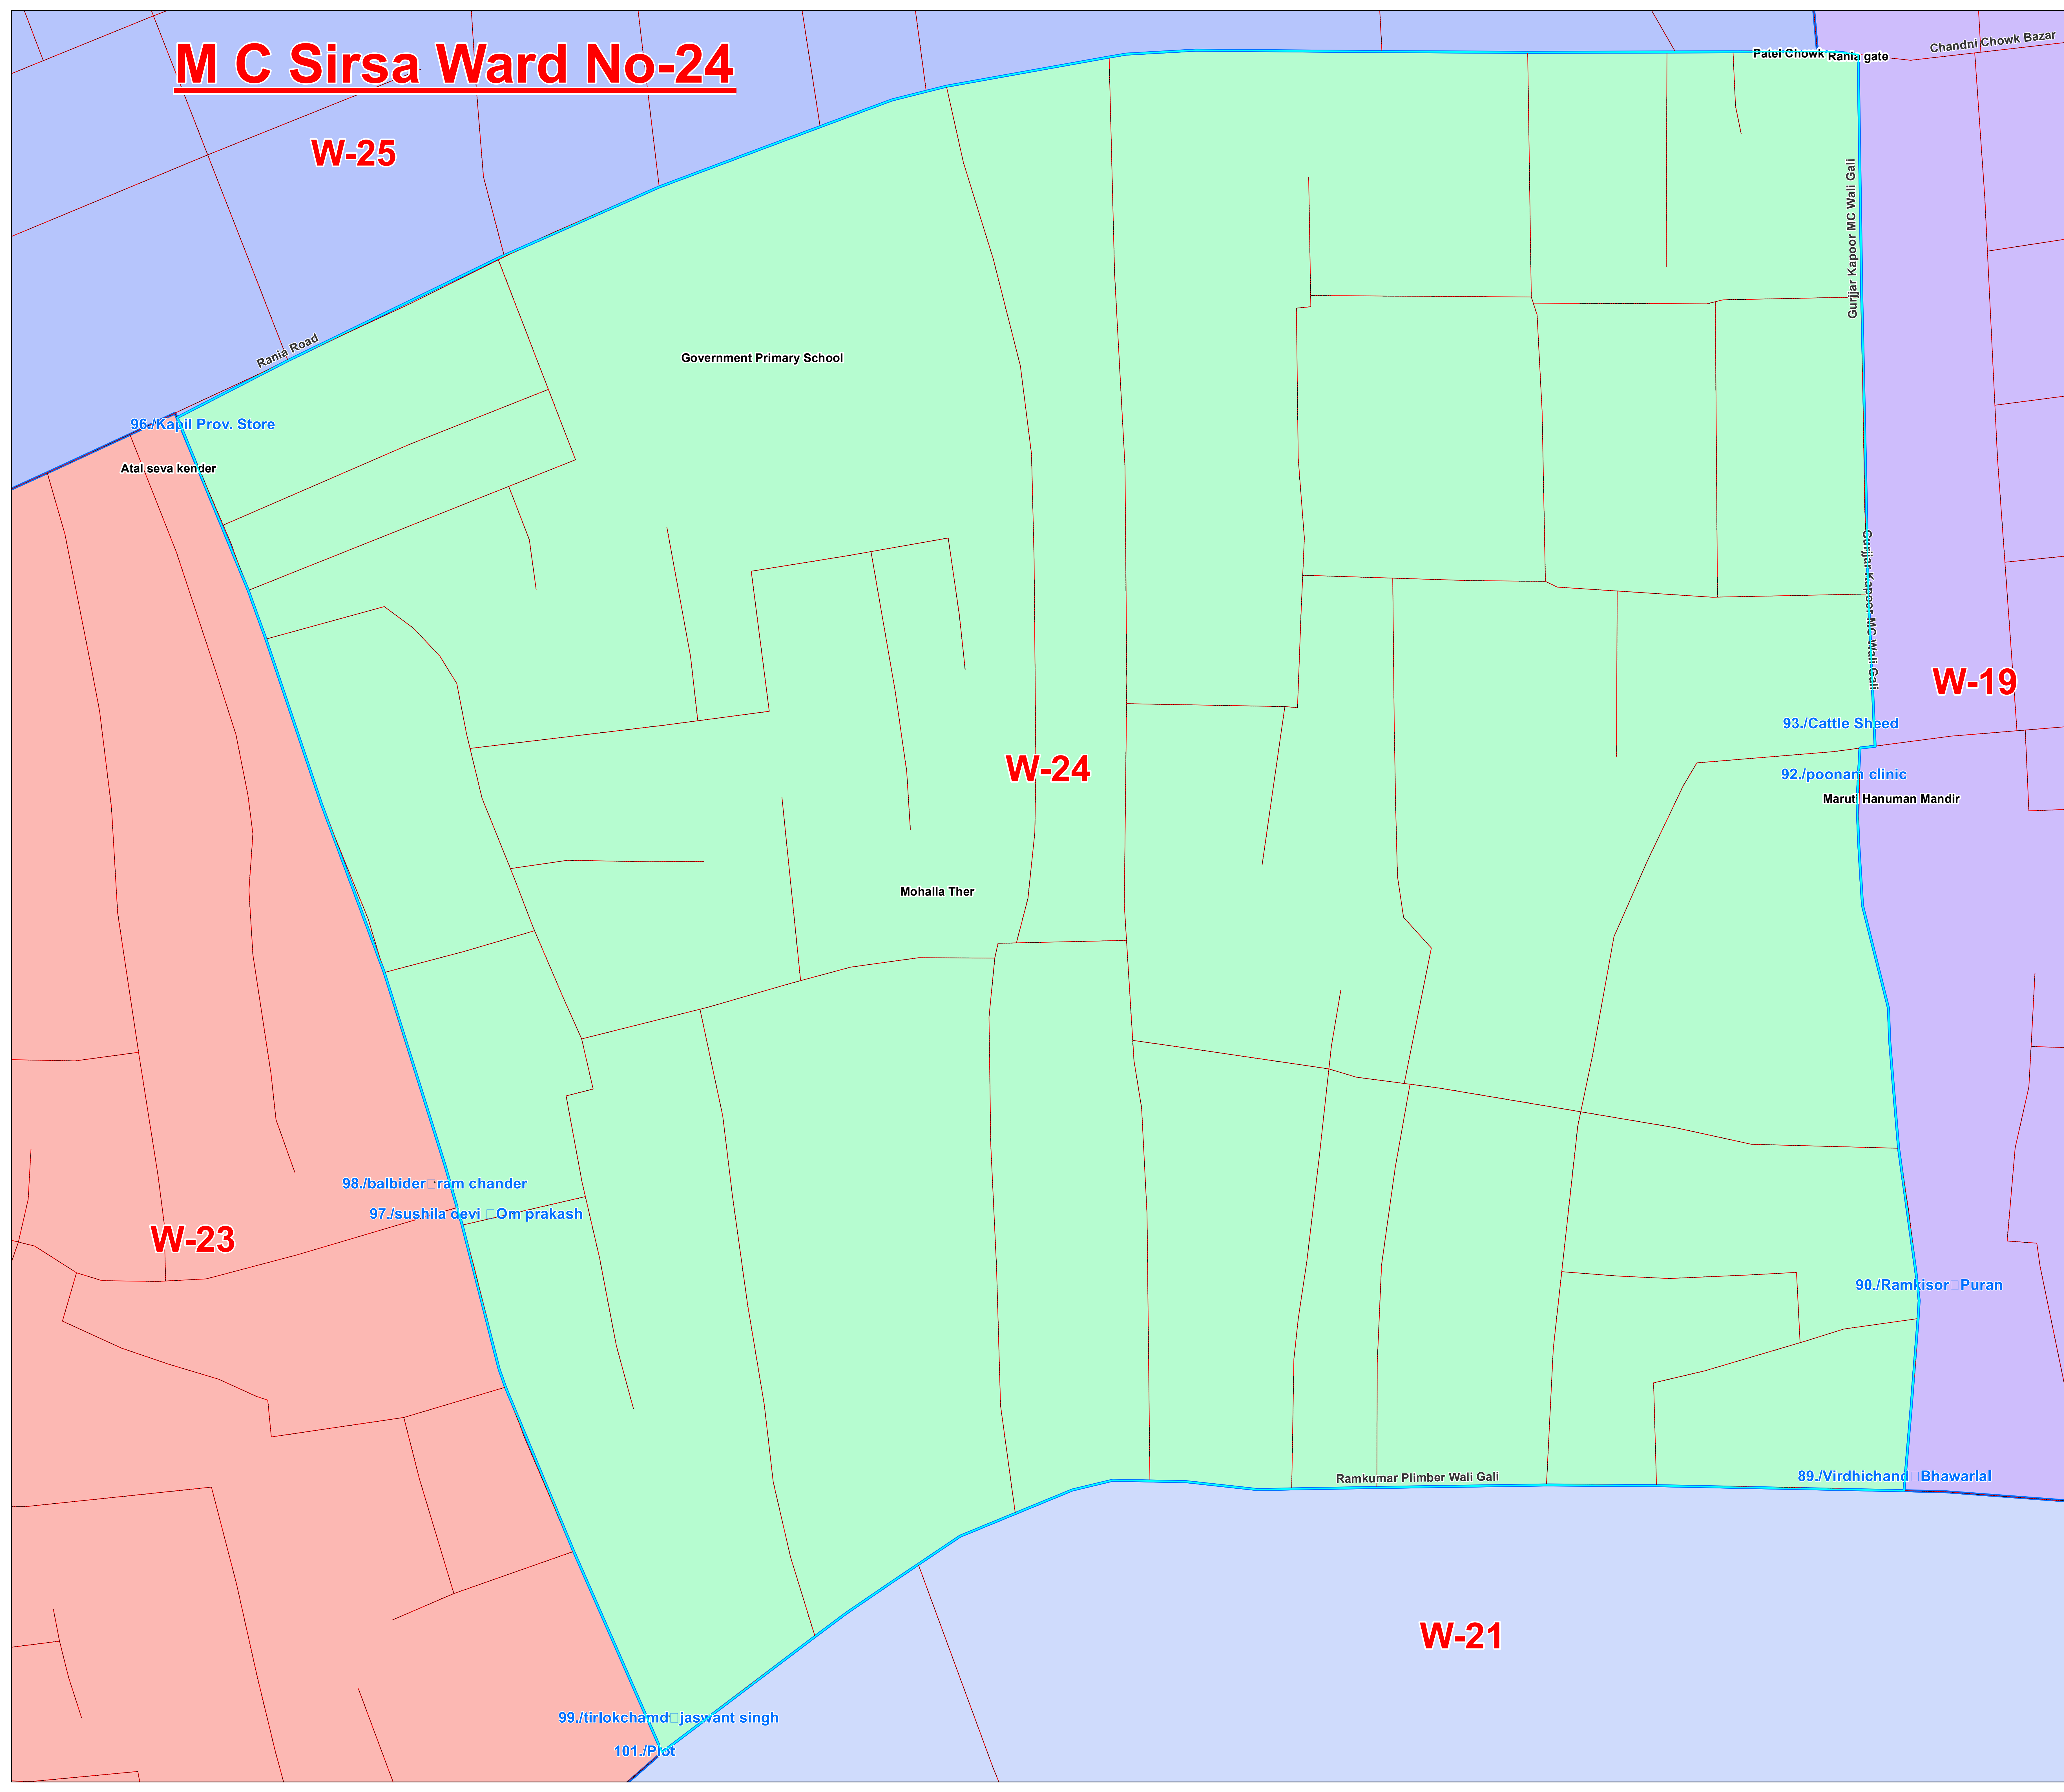 M C Sirsa Ward No-24
Chandni Chowk Bazar
Patel Chowk
Rania gate
W-25
Gurjjar Kapoor MC Wali Gali
Rania Road
Government Primary School
96./Kapil Prov. Store
Atal seva kender
Gurjjar Kapoor MC Wali Gali
W-19
93./Cattle Sheed
W-24
92./poonam clinic
Maruti Hanuman Mandir
Mohalla Ther
98./balbider□ram chander
97./sushila devi □Om prakash
W-23
90./Ramkisor□Puran
Ramkumar Plimber Wali Gali
89./Virdhichand□Bhawarlal
W-21
99./tirlokchamd□jaswant singh
101./Plot